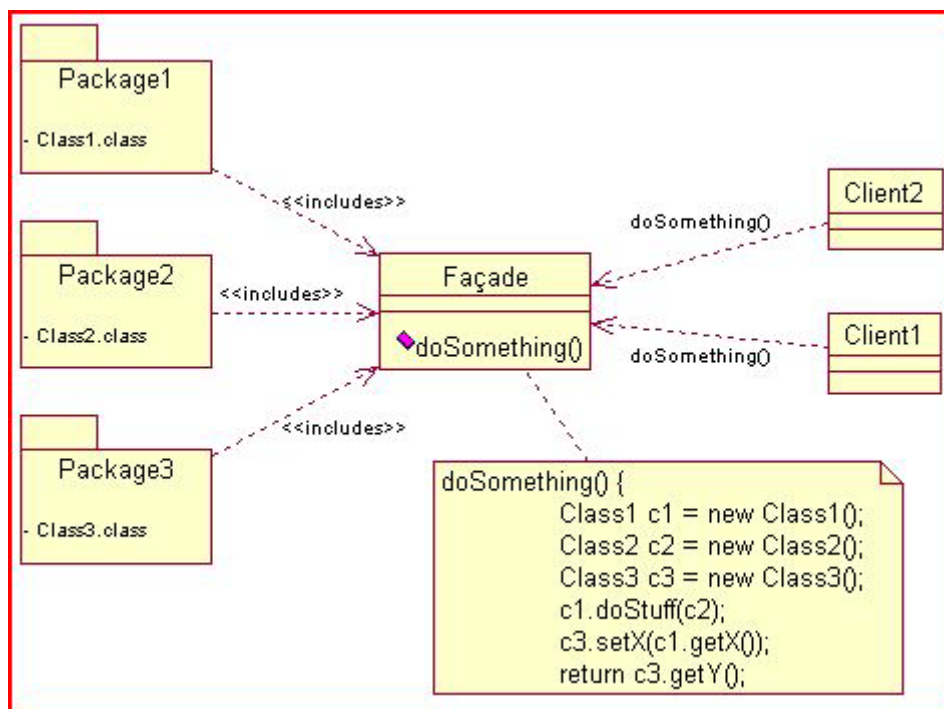 Package1
- Class1.class
<<includes>>
Package2
- Class2.class
<<includes>>
Package3
- Class3.class
<<includes>>
Façade
doSomething()
Client2
doSomething()
Client1
doSomething()
doSomething() {
Class1 c1 = new Class1();
Class2 c2 = new Class2();
Class3 c3 = new Class3();
c1.doStuff(c2);
c3.setX(c1.getX());
return c3.getY();